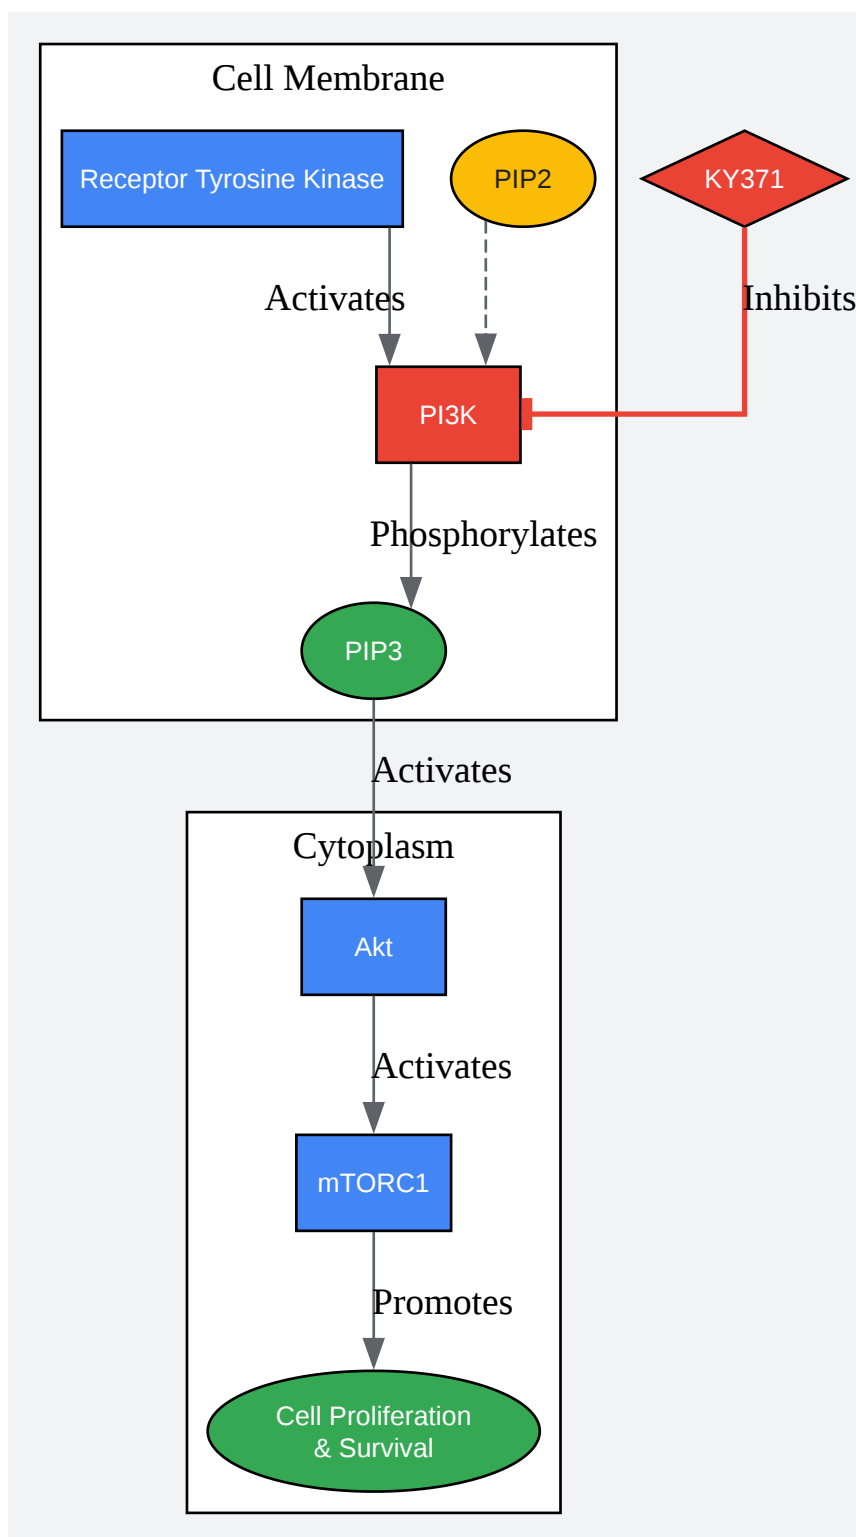 Cell Membrane
Receptor Tyrosine Kinase
PIP2
KY371
Activates
Inhibits
PI3K
Phosphorylates
PIP3
Activates
Cytoplasm
Akt
Activates
mTORC1
Promotes
Cell Proliferation
& Survival